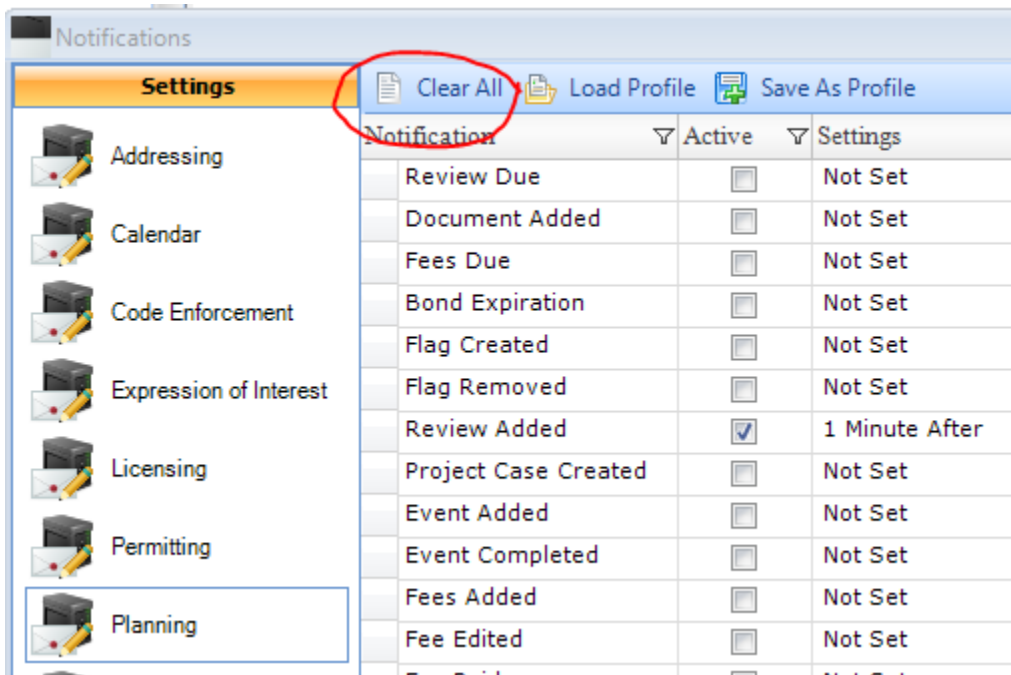 Notifications
Settings
Clear All Load Profile Save As Profile
Notification Active Settings
Addressing
Calendar
Code Enforcement
Expression of Interest
Licensing
Permitting
Planning
Review Due Not Set
Document Added Not Set
Fees Due Not Set
Bond Expiration Not Set
Flag Created Not Set
Flag Removed Not Set
Review Added 1 Minute After
Project Case Created Not Set
Event Added Not Set
Event Completed Not Set
Fees Added Not Set
Fee Edited Not Set